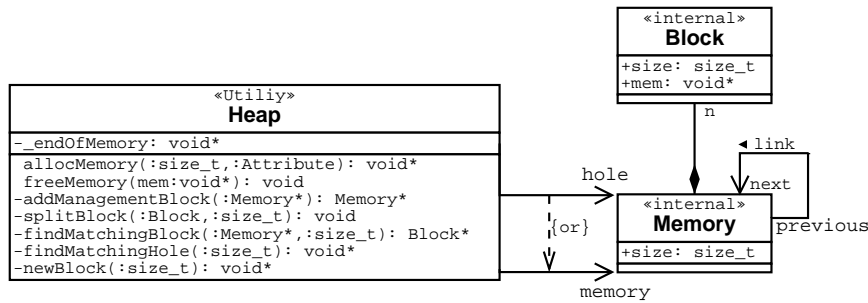 «internal»
Block
+size: size_t
+mem: void*
n
«Utiliy»
Heap
-_endOfMemory: void*
allocMemory(:size_t,:Attribute): void*
freeMemory(mem:void*): void
-addManagementBlock(:Memory*): Memory*
-splitBlock(:Block,:size_t): void
-findMatchingBlock(:Memory*,:size_t): Block*
-findMatchingHole(:size_t): void*
-newBlock(:size_t): void*
hole
{or}
memory
link
next
previous
«internal»
Memory
+size: size_t